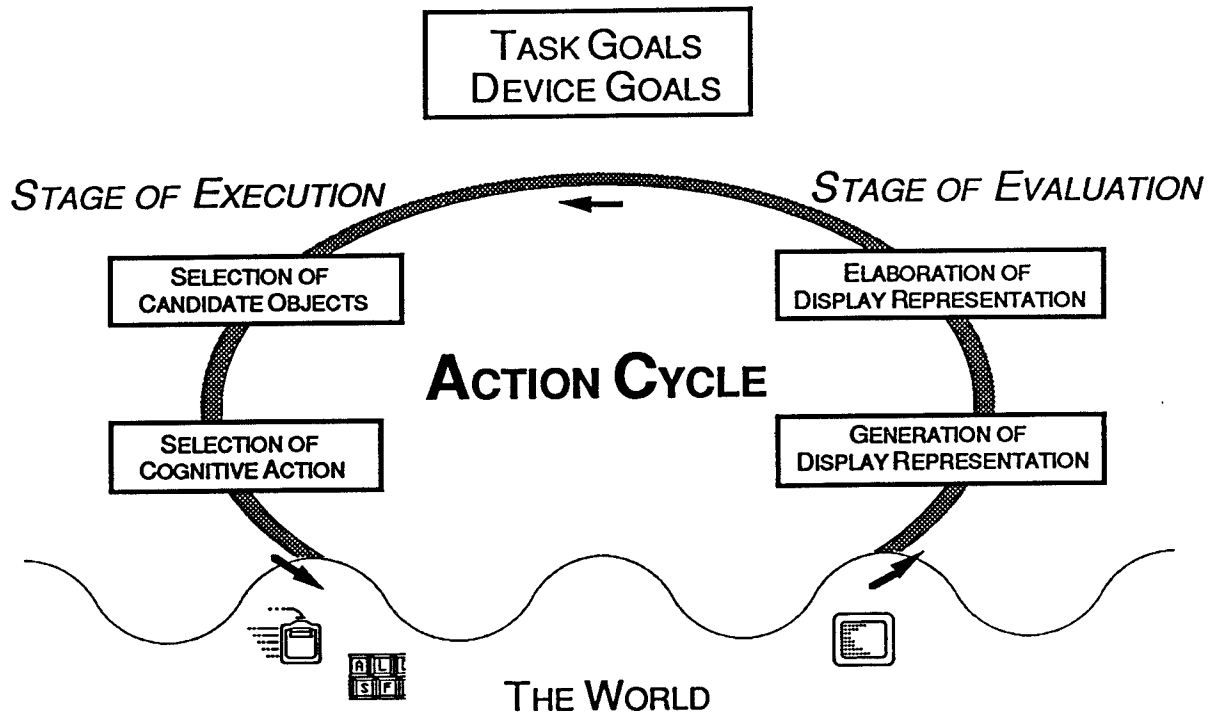 TASK GOALS
DEVICE GOALS
STAGE OF EXECUTION
STAGE OF EVALUATION
SELECTION OF
CANDIDATE OBJECTS
ELABORATION OF
DISPLAY REPRESENTATION
ACTION CYCLE
SELECTION OF
COGNITIVE ACTION
GENERATION OF
DISPLAY REPRESENTATION
A L
S F
THE WORLD